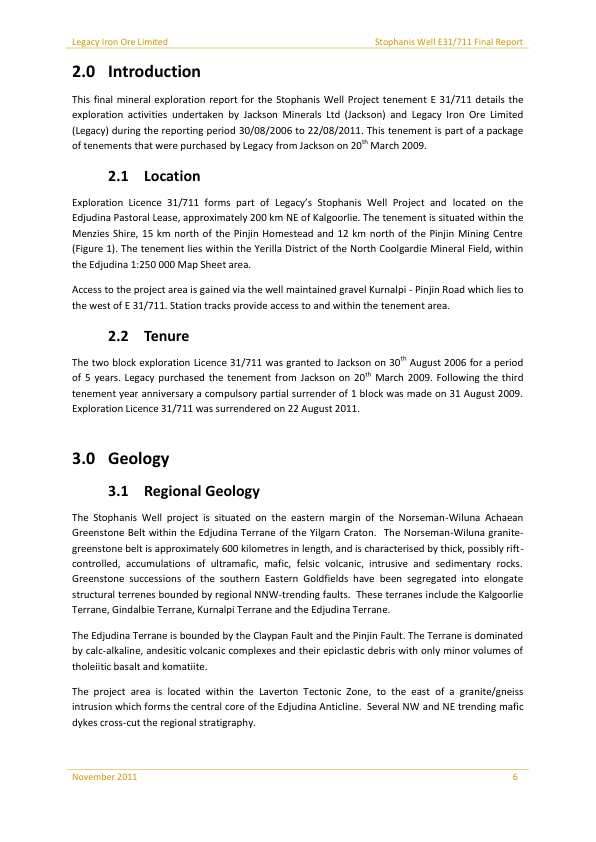 Legacy Iron Ore Limited Stophanis Well E31/711 Final Report
2.0 Introduction
This final mineral exploration report for the Stophanis Well Project tenement E 31/711 details the
exploration activities undertaken by Jackson Minerals Ltd (Jackson) and Legacy Iron Ore Limited
(Legacy) during the reporting period 30/08/2006 to 22/08/2011. This tenement is part of a package
of tenements that were purchased by Legacy from Jackson on 20th March 2009.
2.1 Location
Exploration Licence 31/711 forms part of Legacy's Stophanis Well Project and located on the
Edjudina Pastoral Lease, approximately 200 km NE of Kalgoorlie. The tenement is situated within the
Menzies Shire, 15 km north of the Pinjin Homestead and 12 km north of the Pinjin Mining Centre
(Figure 1). The tenement lies within the Yerilla District of the North Coolgardie Mineral Field, within
the Edjudina 1:250 000 Map Sheet area.
Access to the project area is gained via the well maintained gravel Kurnalpi - Pinjin Road which lies to
the west of E 31/711. Station tracks provide access to and within the tenement area.
2.2 Tenure
The two block exploration Licence 31/711 was granted to Jackson on 30th August 2006 for a period
of 5 years. Legacy purchased the tenement from Jackson on 20th March 2009. Following the third
tenement year anniversary a compulsory partial surrender of 1 block was made on 31 August 2009.
Exploration Licence 31/711 was surrendered on 22 August 2011.
3.0 Geology
3.1 Regional Geology
The Stophanis Well project is situated on the eastern margin of the Norseman-Wiluna Achaean
Greenstone Belt within the Edjudina Terrane of the Yilgarn Craton. The Norseman-Wiluna granite-
greenstone belt is approximately 600 kilometres in length, and is characterised by thick, possibly rift-
controlled, accumulations of ultramafic, mafic, felsic volcanic, intrusive and sedimentary rocks.
Greenstone successions of the southern Eastern Goldfields have been segregated into elongate
structural terrenes bounded by regional NNW-trending faults. These terranes include the Kalgoorlie
Terrane, Gindalbie Terrane, Kurnalpi Terrane and the Edjudina Terrane.
The Edjudina Terrane is bounded by the Claypan Fault and the Pinjin Fault. The Terrane is dominated
by calc-alkaline, andesitic volcanic complexes and their epiclastic debris with only minor volumes of
tholeiitic basalt and komatiite.
The project area is located within the Laverton Tectonic Zone, to the east of a granite/gneiss
intrusion which forms the central core of the Edjudina Anticline. Several NW and NE trending mafic
dykes cross-cut the regional stratigraphy.
November 2011 6